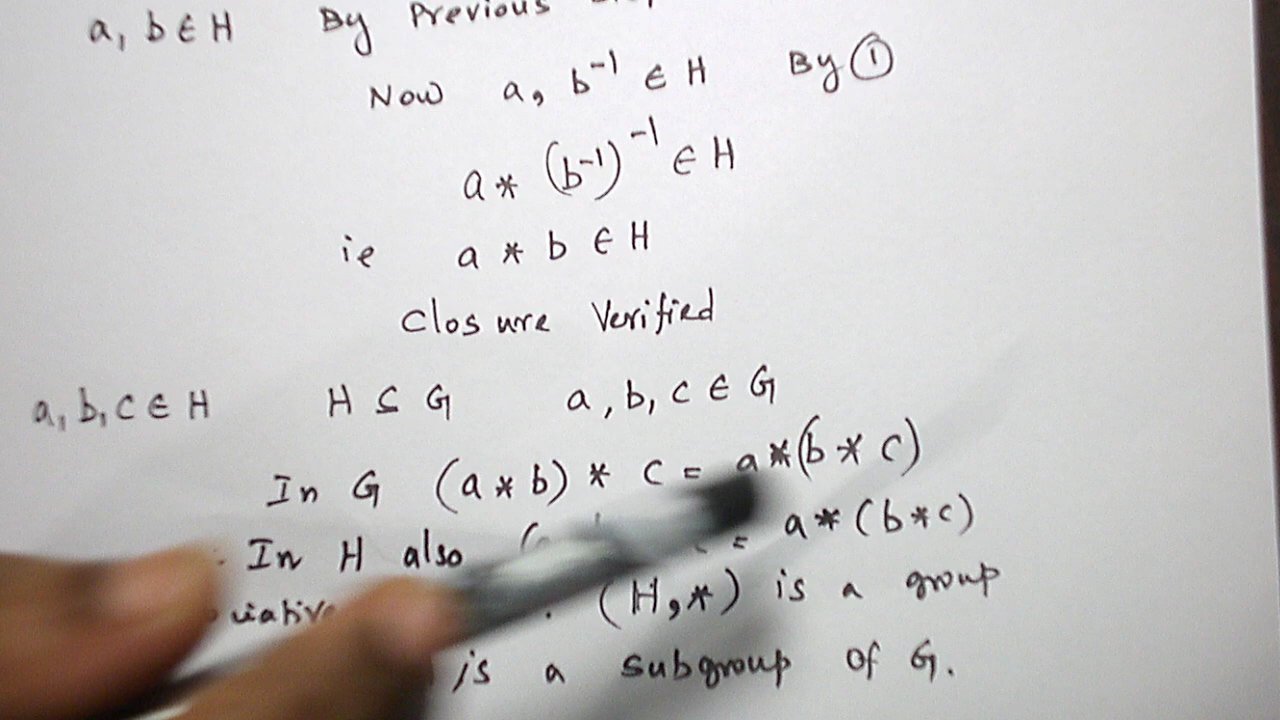 a, b ∈ H By Previous
Now a, b⁻¹ ∈ H By ①
a * (b⁻¹)⁻¹ ∈ H
ie a * b ∈ H
Closure Verified
a, b, c ∈ H H ⊆ G a, b, c ∈ G
In G (a * b) * c = a * (b * c)
In H also = a * (b * c)
(H, *) is a group
is a subgroup of G.